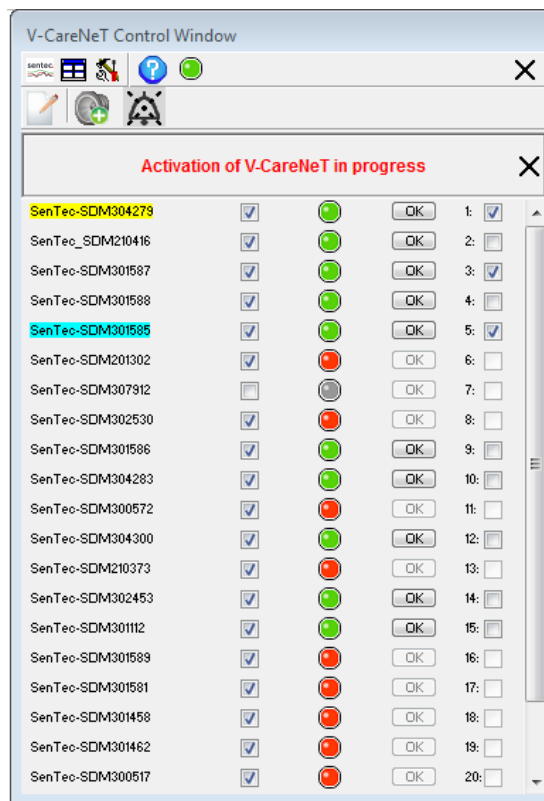 V-CareNeT Control Window
sentec
Activation of V-CareNeT in progress
SenTec-SDM304279 OK 1:
SenTec_SDM210416 OK 2:
SenTec-SDM301587 OK 3:
SenTec-SDM301588 OK 4:
SenTec-SDM301585 OK 5:
SenTec-SDM201302 OK 6:
SenTec-SDM307912 OK 7:
SenTec-SDM302530 OK 8:
SenTec-SDM301586 OK 9:
SenTec-SDM304283 OK 10:
SenTec-SDM300572 OK 11:
SenTec-SDM304300 OK 12:
SenTec-SDM210373 OK 13:
SenTec-SDM302453 OK 14:
SenTec-SDM301112 OK 15:
SenTec-SDM301589 OK 16:
SenTec-SDM301581 OK 17:
SenTec-SDM301458 OK 18:
SenTec-SDM301462 OK 19:
SenTec-SDM300517 OK 20: